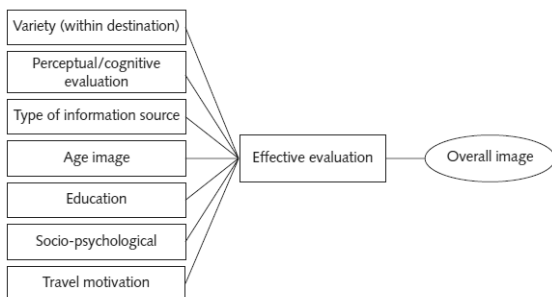 Variety (within destination)
Perceptual/cognitive
evaluation
Type of information source
Age image
Education
Socio-psychological
Travel motivation
Effective evaluation
Overall image